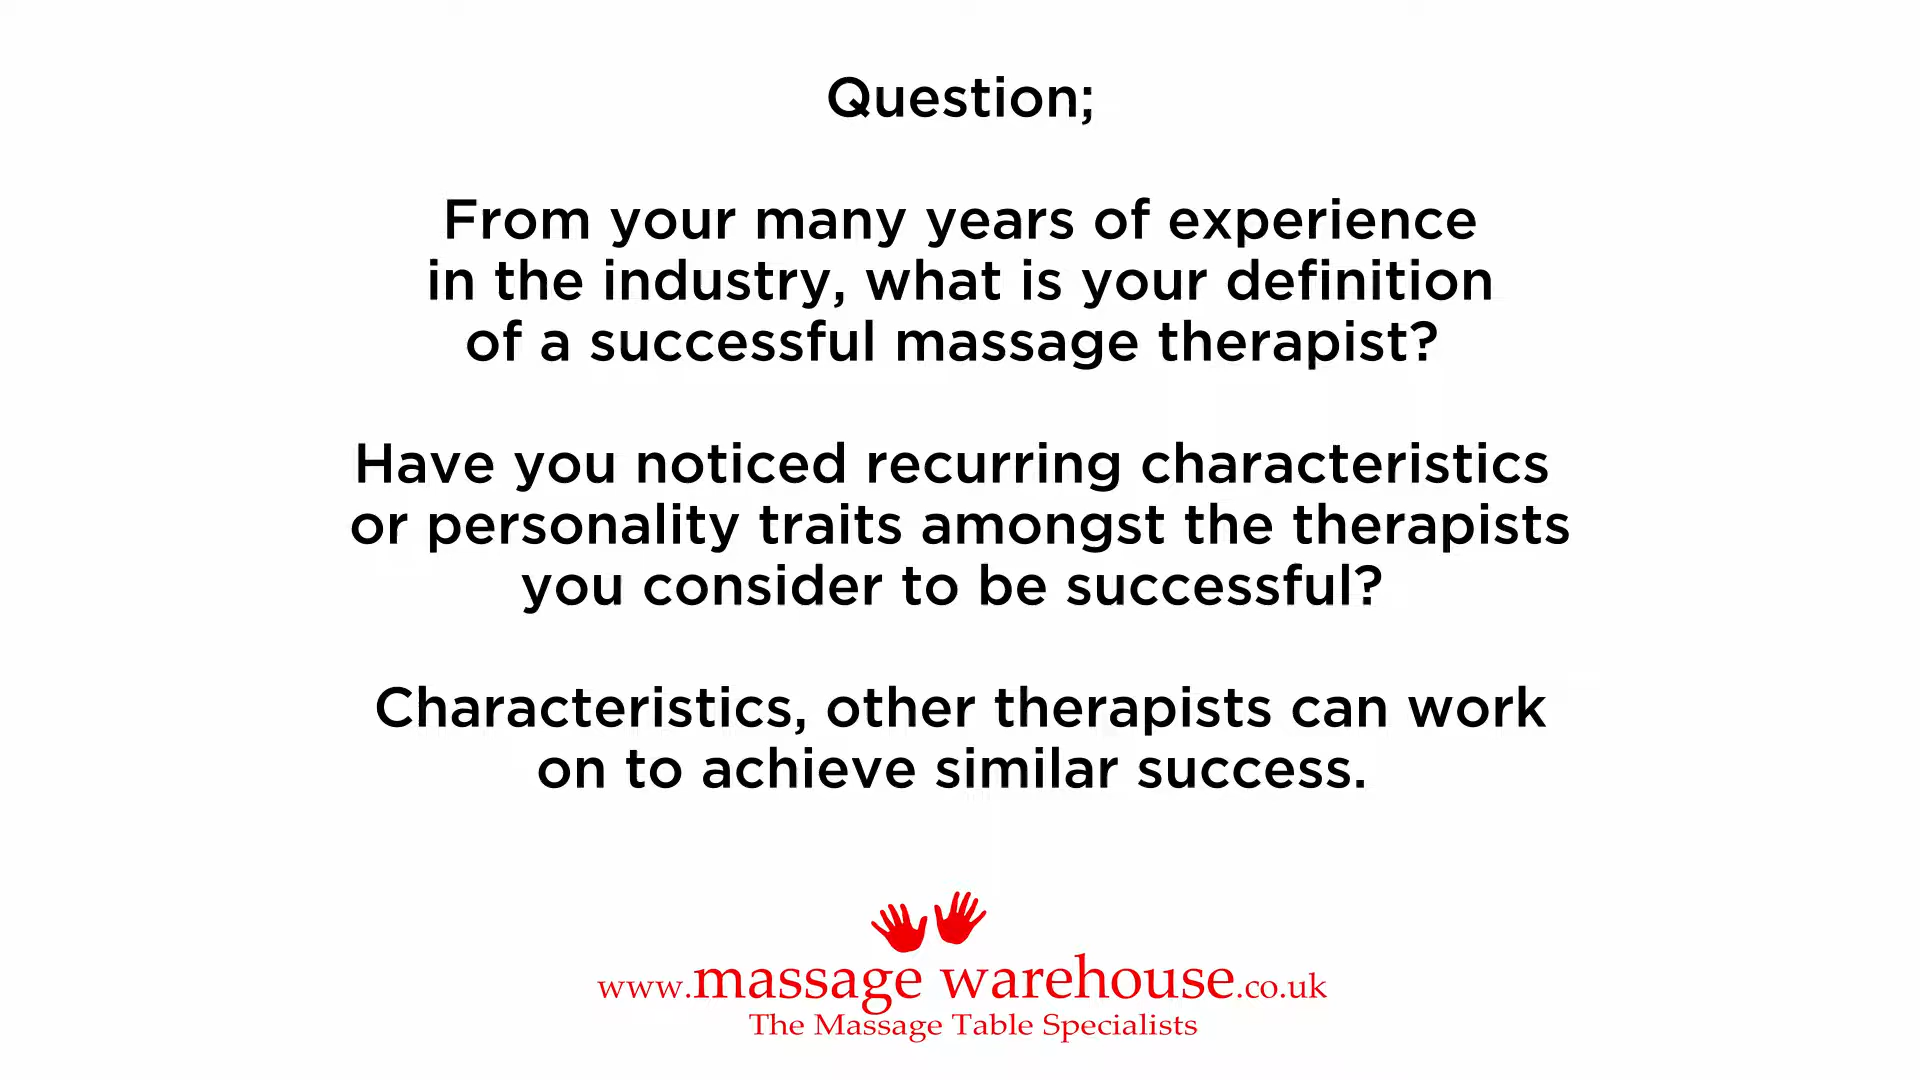 Question;
From your many years of experience
in the industry, what is your definition
of a successful massage therapist?
Have you noticed recurring characteristics
or personality traits amongst the therapists
you consider to be successful?
Characteristics, other therapists can work
on to achieve similar success.
www.massage warehouse.co.uk
The Massage Table Specialists